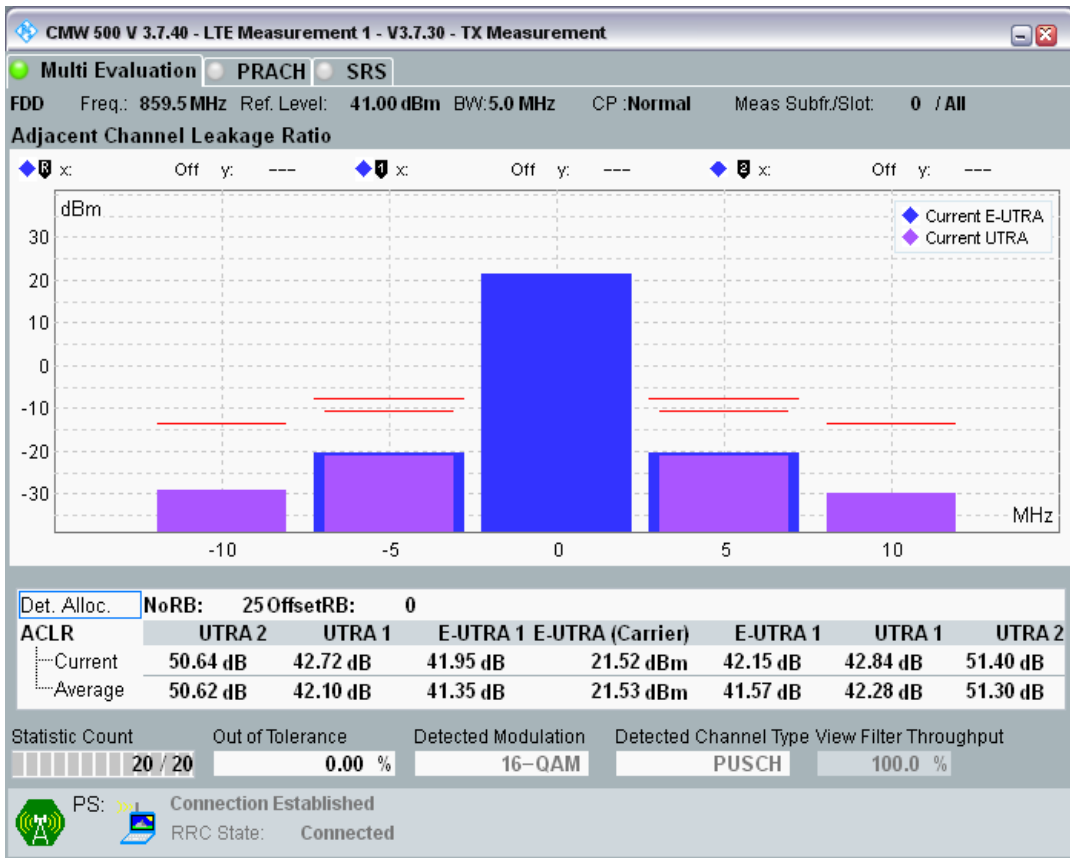 CMW 500 V 3.7.40 - LTE Measurement 1 - V3.7.30 - TX Measurement
Multi Evaluation PRACH SRS
FDD Freq.: 859.5 MHz Ref. Level: 41.00 dBm BW:5.0 MHz CP :Normal Meas Subfr./Slot: 0 / All
Adjacent Channel Leakage Ratio
R x: Off y: --- 1 x: Off y: --- 2 x: Off y: ---
dBm
Current E-UTRA
Current UTRA
30
20
10
0
-10
-20
-30
MHz
-10 -5 0 5 10
Det. Alloc. NoRB: 25 OffsetRB: 0
ACLR UTRA 2 UTRA 1 E-UTRA 1 E-UTRA (Carrier) E-UTRA 1 UTRA 1 UTRA 2
Current 50.64 dB 42.72 dB 41.95 dB 21.52 dBm 42.15 dB 42.84 dB 51.40 dB
Average 50.62 dB 42.10 dB 41.35 dB 21.53 dBm 41.57 dB 42.28 dB 51.30 dB
Statistic Count Out of Tolerance Detected Modulation Detected Channel Type View Filter Throughput
20 / 20 0.00 % 16-QAM PUSCH 100.0 %
PS: Connection Established
RRC State: Connected